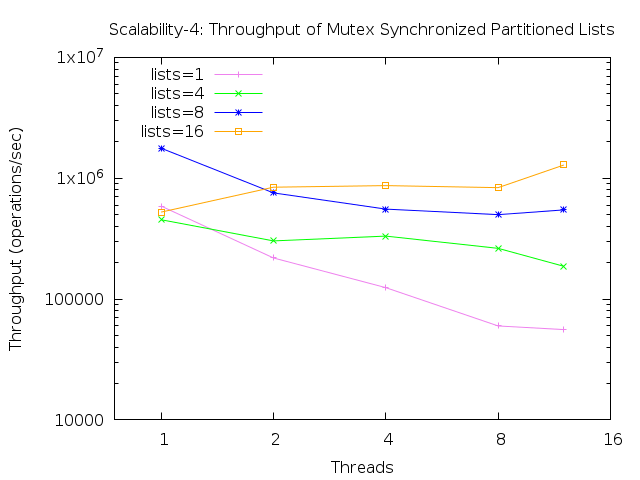 Scalability-4: Throughput of Mutex Synchronized Partitioned Lists
1x10^7
lists=1
lists=4
lists=8
lists=16
1x10^6
Throughput (operations/sec)
100000
10000
1 2 4 8 16
Threads